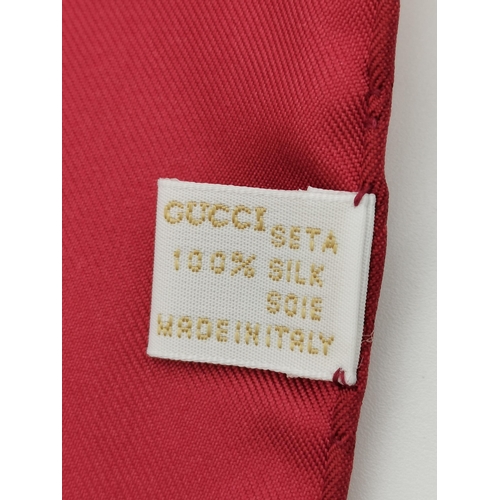 GUCCI SETA
100% SILK
SOIE
MADE IN ITALY